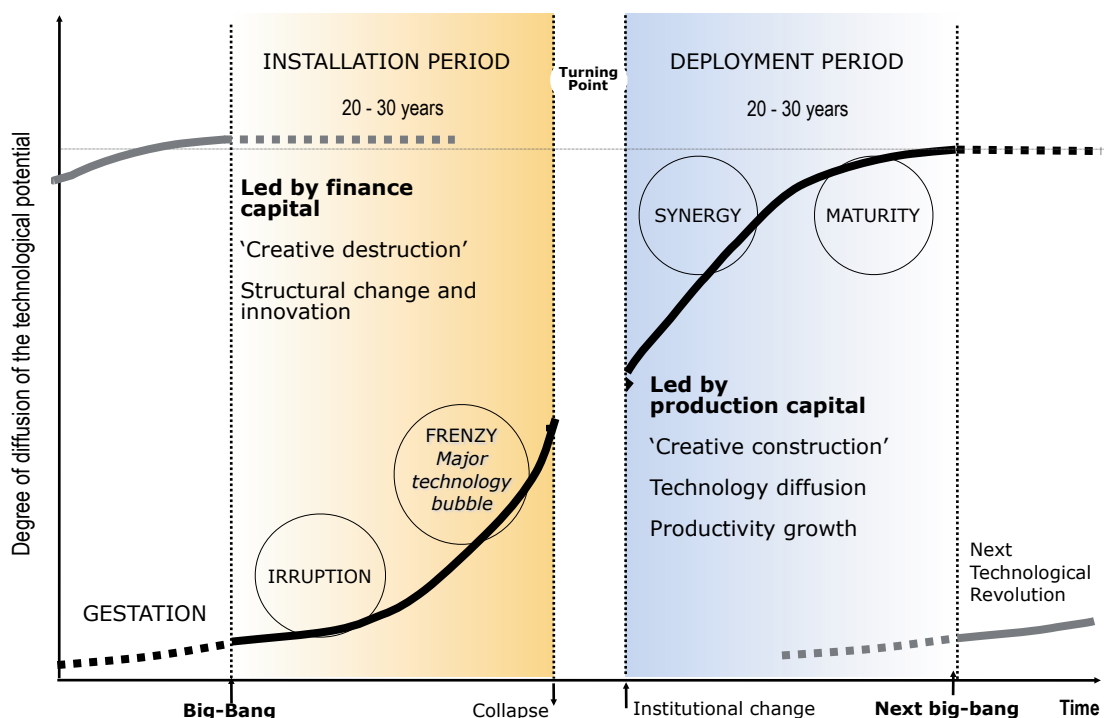 INSTALLATION PERIOD
20 - 30 years
Turning
Point
DEPLOYMENT PERIOD
20 - 30 years
Degree of diffusion of the technological potential
Led by finance
capital
‘Creative destruction’
Structural change and
innovation
SYNERGY
MATURITY
Led by
production capital
‘Creative construction’
Technology diffusion
Productivity growth
FRENZY
Major
technology
bubble
IRRUPTION
GESTATION
Next
Technological
Revolution
Big-Bang
Collapse
Institutional change
Next big-bang
Time